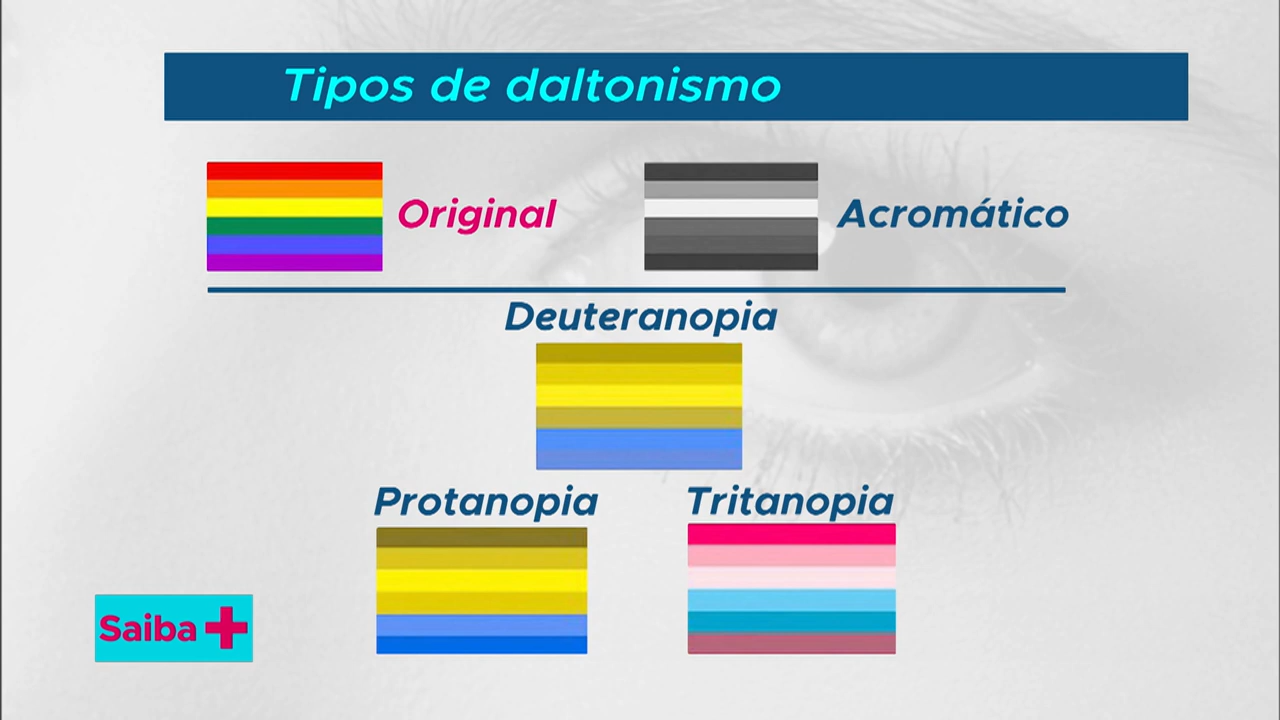 Tipos de daltonismo
Original
Acromático
Deuteranopia
Protanopia
Tritanopia
Saiba+